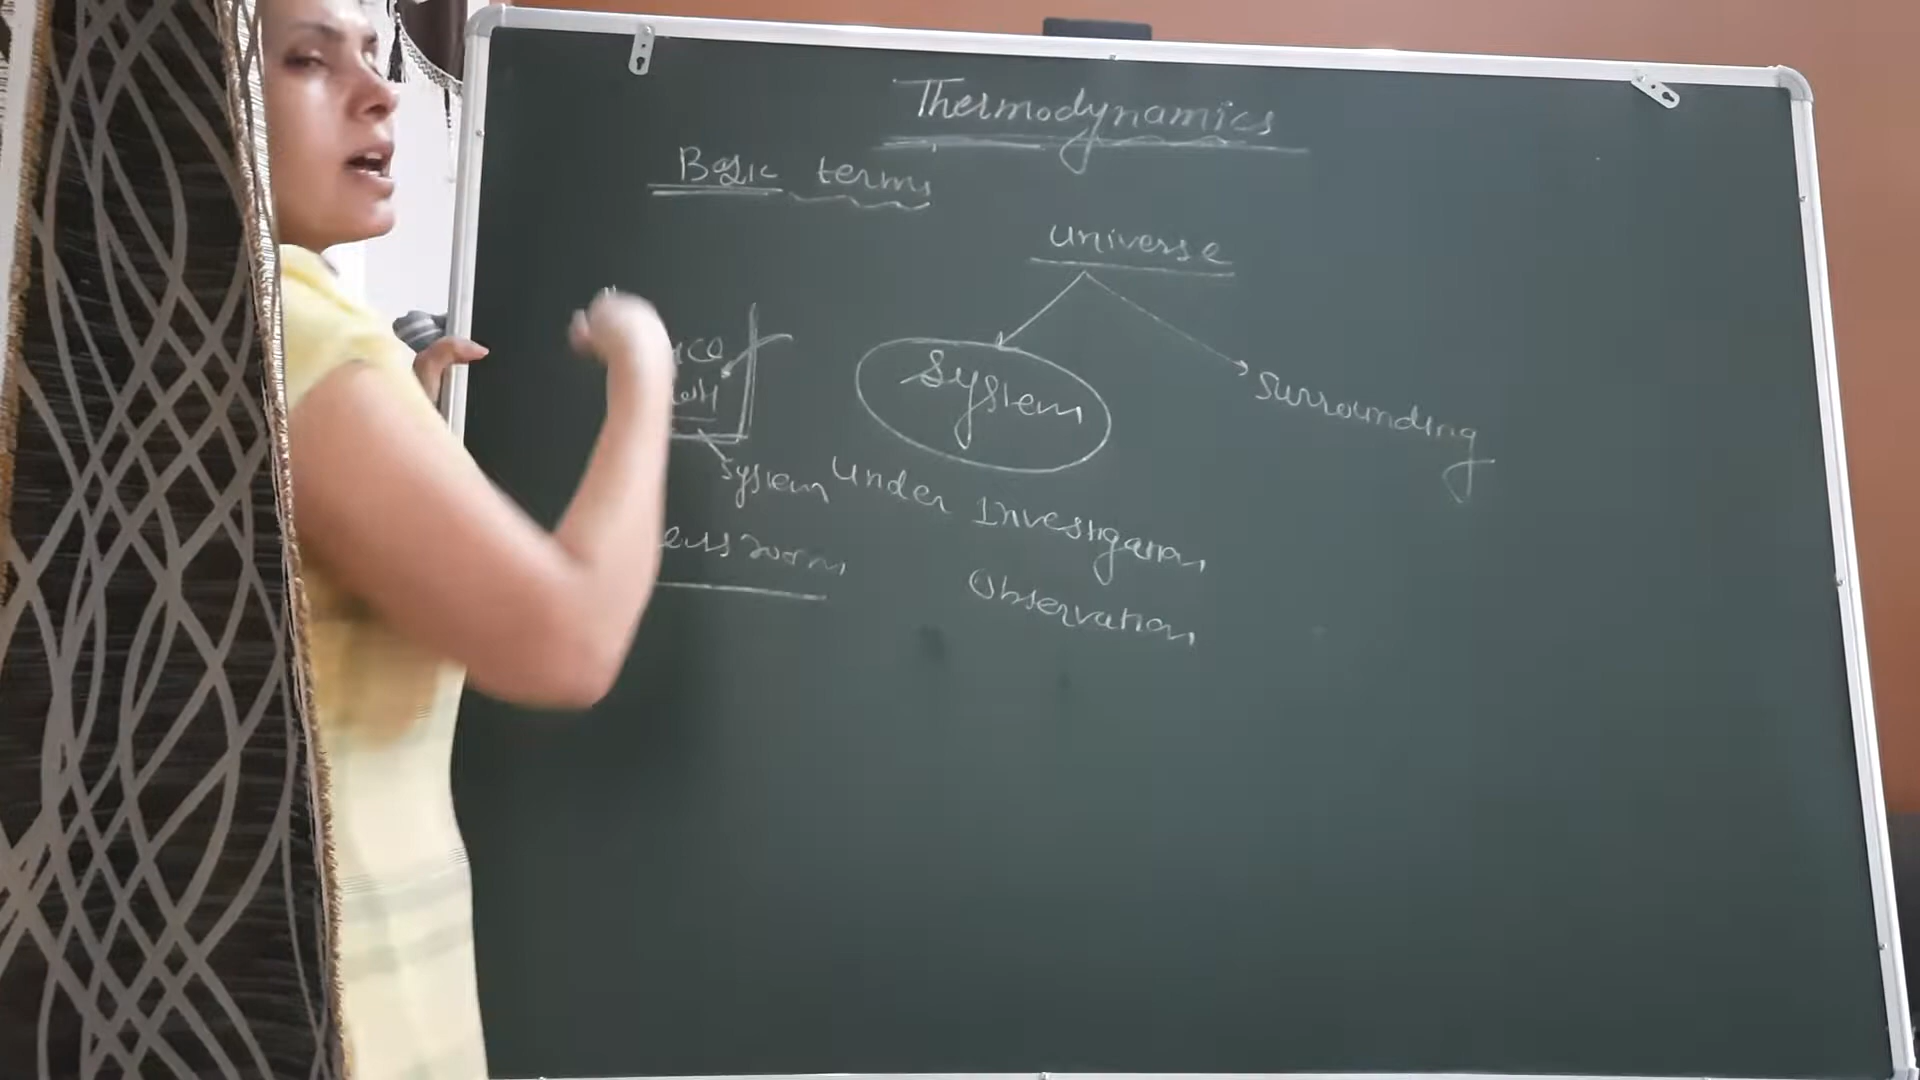 Thermodynamics
Basic terms
Universe
System
Surrounding
System
Under Investigation
Observation